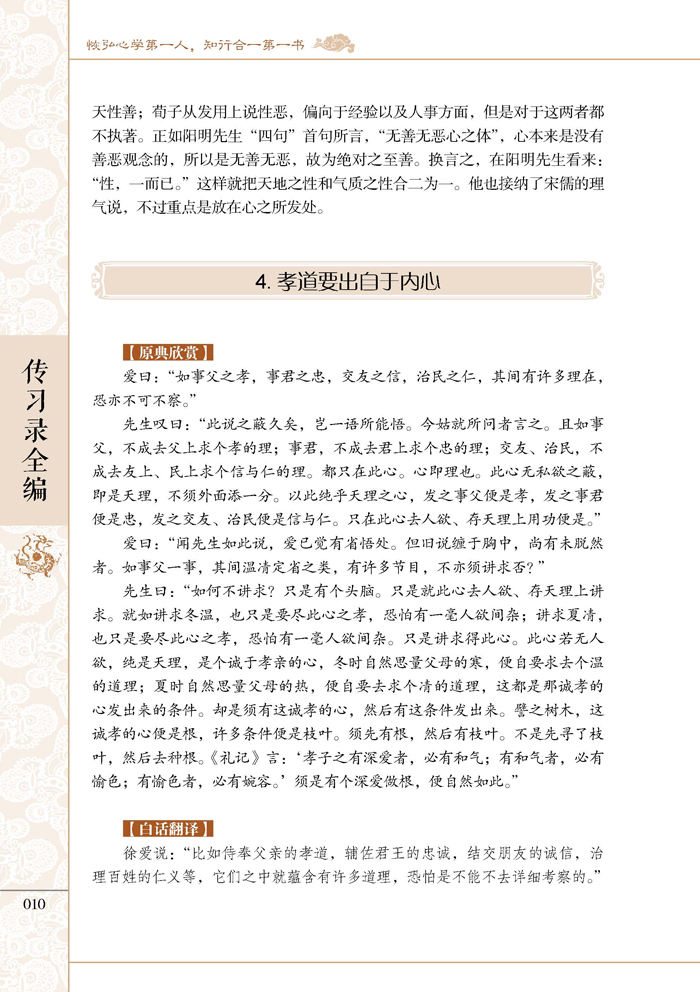 恢弘心学第一人，知行合一第一书
天性善；荀子从发用上说性恶，偏向于经验以及人事方面，但是对于这两者都
不执著。正如阳明先生“四句”首句所言，“无善无恶心之体”，心本来是没有
善恶观念的，所以是无善无恶，故为绝对之至善。换言之，在阳明先生看来：
“性，一而已。”这样就把天地之性和气质之性合二为一。他也接纳了宋儒的理
气说，不过重点是放在心之所发处。
4. 孝道要出自于内心
【原典欣赏】
爱曰：“如事父之孝，事君之忠，交友之信，治民之仁，其间有许多理在，
恐亦不可不察。”
先生叹曰：“此说之蔽久矣，岂一语所能悟。今姑就所问者言之。且如事
父，不成去父上求个孝的理；事君，不成去君上求个忠的理；交友、治民，不
成去友上、民上求个信与仁的理。都只在此心。心即理也。此心无私欲之蔽，
即是天理，不须外面添一分。以此纯乎天理之心，发之事父便是孝，发之事君
便是忠，发之交友、治民便是信与仁。只在此心去人欲、存天理上用功便是。”
爱曰：“闻先生如此说，爱已觉有省悟处。但旧说缠于胸中，尚有未脱然
者。如事父一事，其间温凊定省之类，有许多节目，不亦须讲求否？”
先生曰：“如何不讲求？只是有个头脑。只是就此心去人欲、存天理上讲
求。就如讲求冬温，也只是要尽此心之孝，恐怕有一毫人欲间杂；讲求夏凊，
也只是要尽此心之孝，恐怕有一毫人欲间杂。只是讲求得此心。此心若无人
欲，纯是天理，是个诚于孝亲的心，冬时自然思量父母的寒，便自要求去个温
的道理；夏时自然思量父母的热，便自要去求个凊的道理，这都是那诚孝的
心发出来的条件。却是须有这诚孝的心，然后有这条件发出来。譬之树木，这
诚孝的心便是根，许多条件便是枝叶。须先有根，然后有枝叶。不是先寻了枝
叶，然后去种根。《礼记》言：‘孝子之有深爱者，必有和气；有和气者，必有
愉色；有愉色者，必有婉容。’须是有个深爱做根，便自然如此。”
【白话翻译】
徐爱说：“比如侍奉父亲的孝道，辅佐君王的忠诚，结交朋友的诚信，治
理百姓的仁义等，它们之中就蕴含有许多道理，恐怕是不能不去详细考察的。”
传习录全编
010